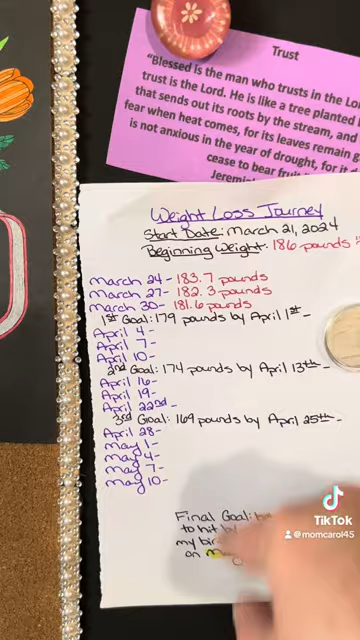 Trust
"Blessed is the man who trusts in the Lord
trust is the Lord. He is like a tree planted
that sends out its roots by the stream, and
fear when heat comes, for its leaves remain
is not anxious in the year of drought, for it
cease to bear fruit
Weight Loss Journey
Start Date: March 21, 2024
Beginning Weight: 186 pounds
March 24- 183.7 pounds
March 27- 182.3 pounds
March 30- 181.6 pounds
1st Goal: 179 pounds by April 1st-
April 4-
April 7-
April 10-
2nd Goal: 174 pounds by April 13th-
April 16-
April 19-
April 22nd-
3rd Goal: 169 pounds by April 25th-
April 28-
May 1-
May 4-
May 7-
May 10-
Final Goal:
to hit by
my
on
TikTok
@momcarol45